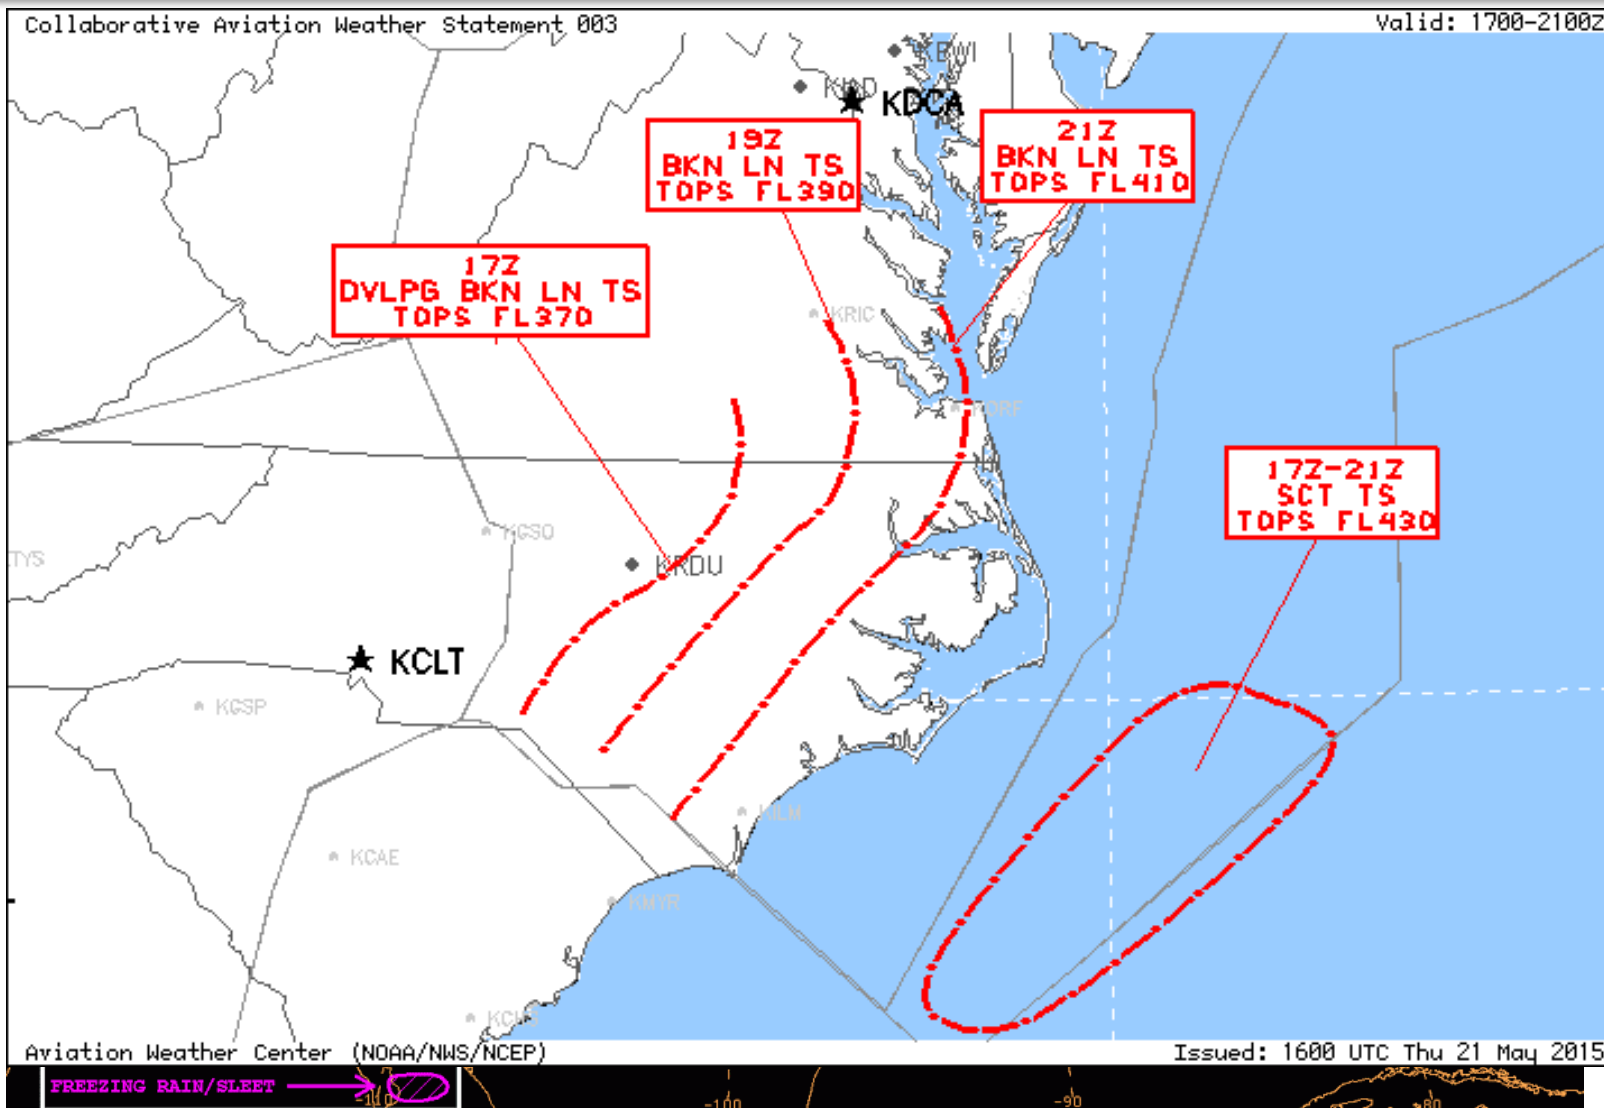 Collaborative Aviation Weather Statement 003
Valid: 1700-2100Z
KBWI
KDCA
19Z
BKN LN TS
TOPS FL390
21Z
BKN LN TS
TOPS FL410
17Z
DVLPG BKN LN TS
TOPS FL370
KRIC
KORF
17Z-21Z
SCT TS
TOPS FL430
KGSO
TYS
KRDU
KCLT
KGSP
KILM
KCAE
KMYR
KCHS
Aviation Weather Center (NOAA/NWS/NCEP)
Issued: 1600 UTC Thu 21 May 2015
FREEZING RAIN/SLEET
-110
-100
-90
-80